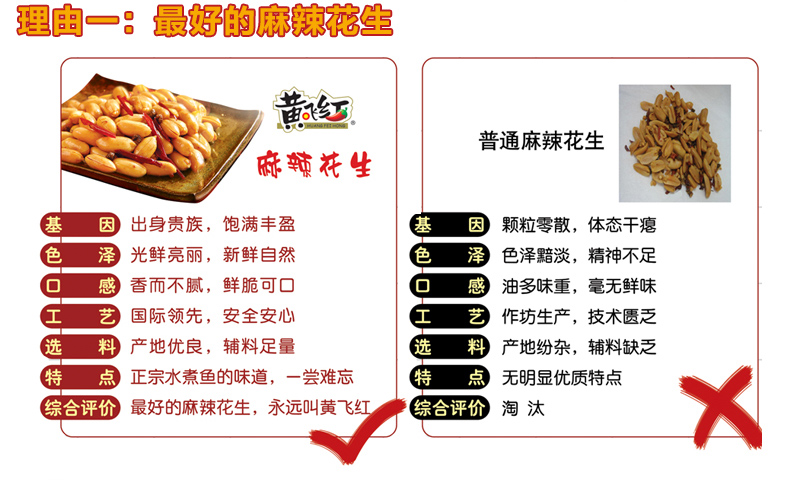 理由一：最好的麻辣花生
黄飞红
HUANG FEI HONG
®
麻辣花生
基因 出身贵族，饱满丰盈
色泽 光鲜亮丽，新鲜自然
口感 香而不腻，鲜脆可口
工艺 国际领先，安全安心
选料 产地优良，辅料足量
特点 正宗水煮鱼的味道，一尝难忘
综合评价 最好的麻辣花生，永远叫黄飞红
普通麻辣花生
基因 颗粒零散，体态干瘪
色泽 色泽黯淡，精神不足
口感 油多味重，毫无鲜味
工艺 作坊生产，技术匮乏
选料 产地纷杂，辅料缺乏
特点 无明显优质特点
综合评价 淘 汰